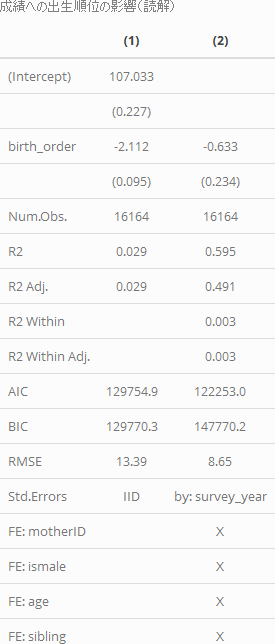 成績への出生順位の影響(読解)
(1) (2)
(Intercept) 107.033
(0.227)
birth_order -2.112 -0.633
(0.095) (0.234)
Num.Obs. 16164 16164
R2 0.029 0.595
R2 Adj. 0.029 0.491
R2 Within 0.003
R2 Within Adj. 0.003
AIC 129754.9 122253.0
BIC 129770.3 147770.2
RMSE 13.39 8.65
Std.Errors IID by: survey_year
FE: motherID X
FE: ismale X
FE: age X
FE: sibling X